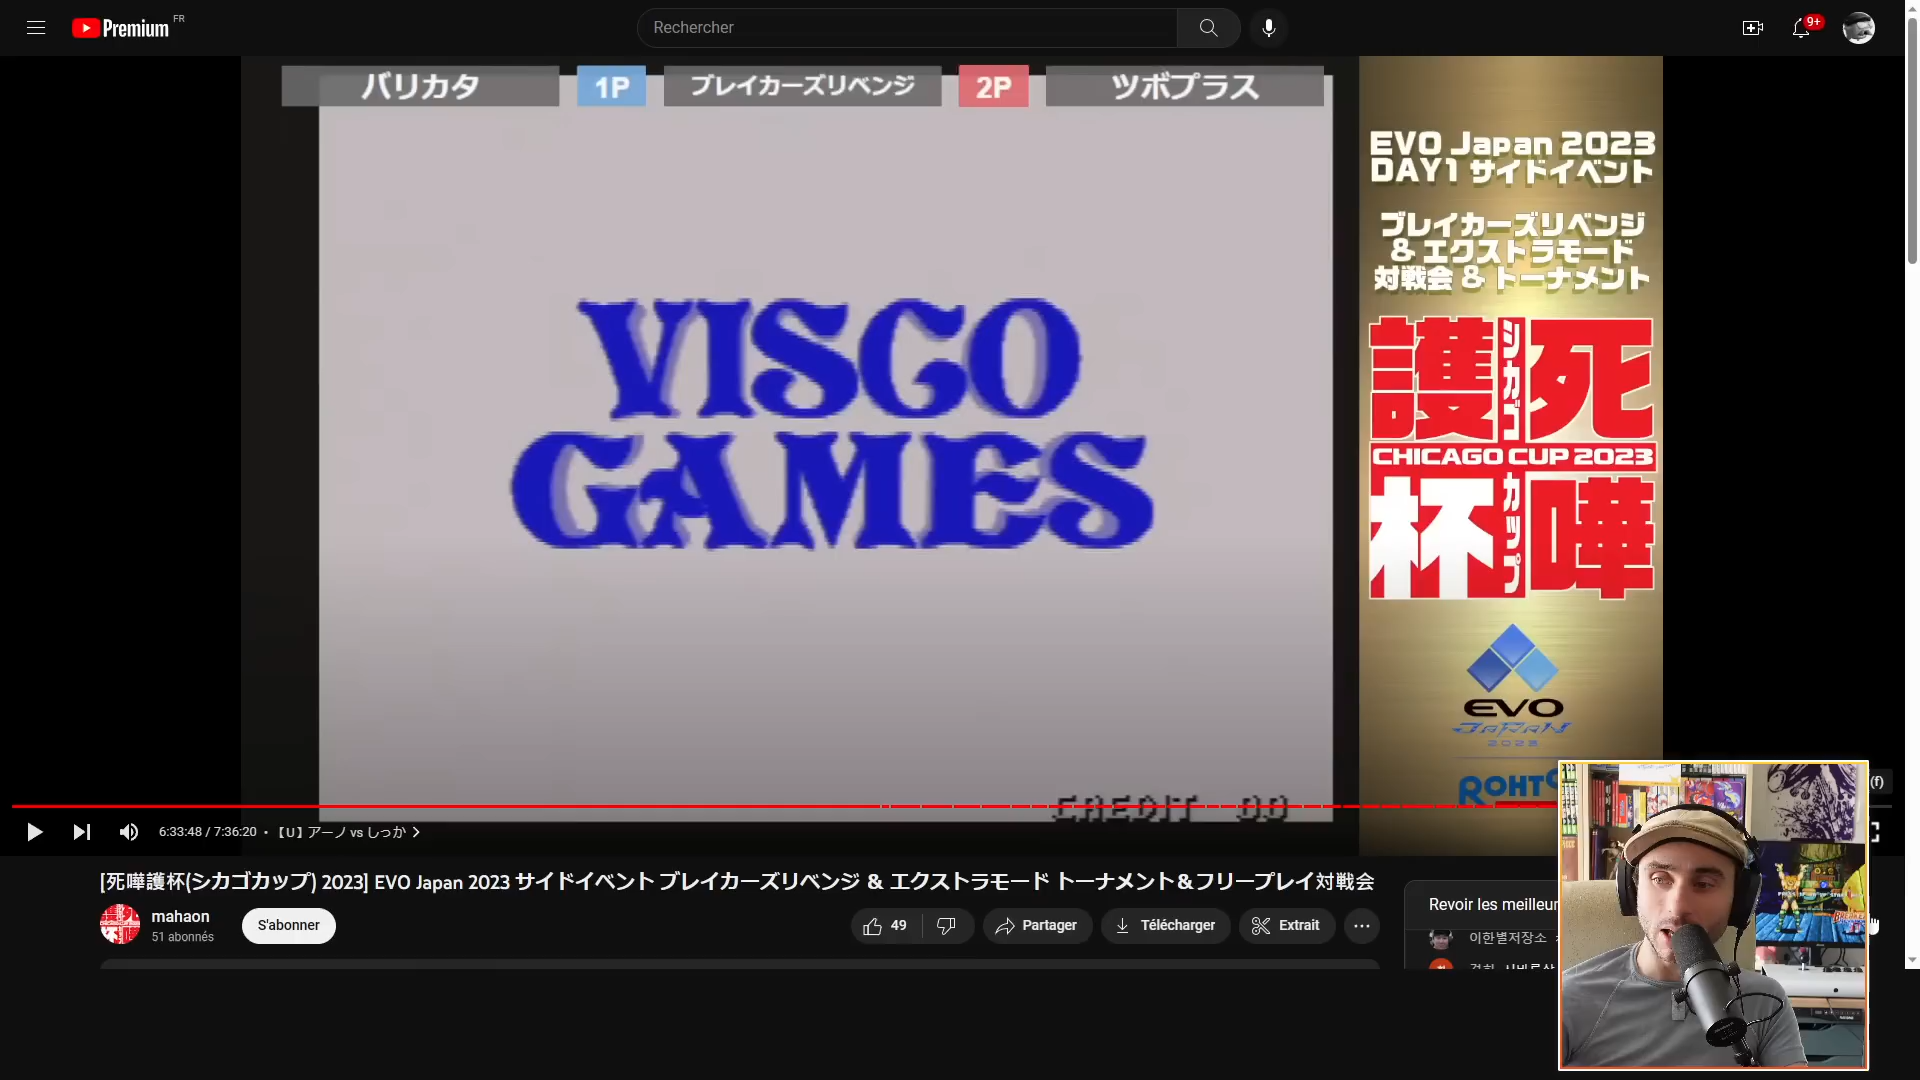 Premium FR
Rechercher
9+
バリカタ 1P ブレイカーズリベンジ 2P ツボプラス
VISCO
GAMES
CREDIT 00
EVO Japan 2023
DAY1 サイドイベント
ブレイカーズリベンジ
& エクストラモード
対戦会 & トーナメント
死護
シカゴ
CHICAGO CUP 2023
嘩杯
カップ
EVO
JAPAN
2023
ROHTO
(f)
6:33:48 / 7:36:20 • 【U】アーノ vs しっか
[死嘩護杯(シカゴカップ) 2023] EVO Japan 2023 サイドイベント ブレイカーズリベンジ & エクストラモード トーナメント&フリープレイ対戦会
mahaon
51 abonnés
S'abonner
49
Partager
Télécharger
Extrait
Revoir les meilleur
이한별저장소